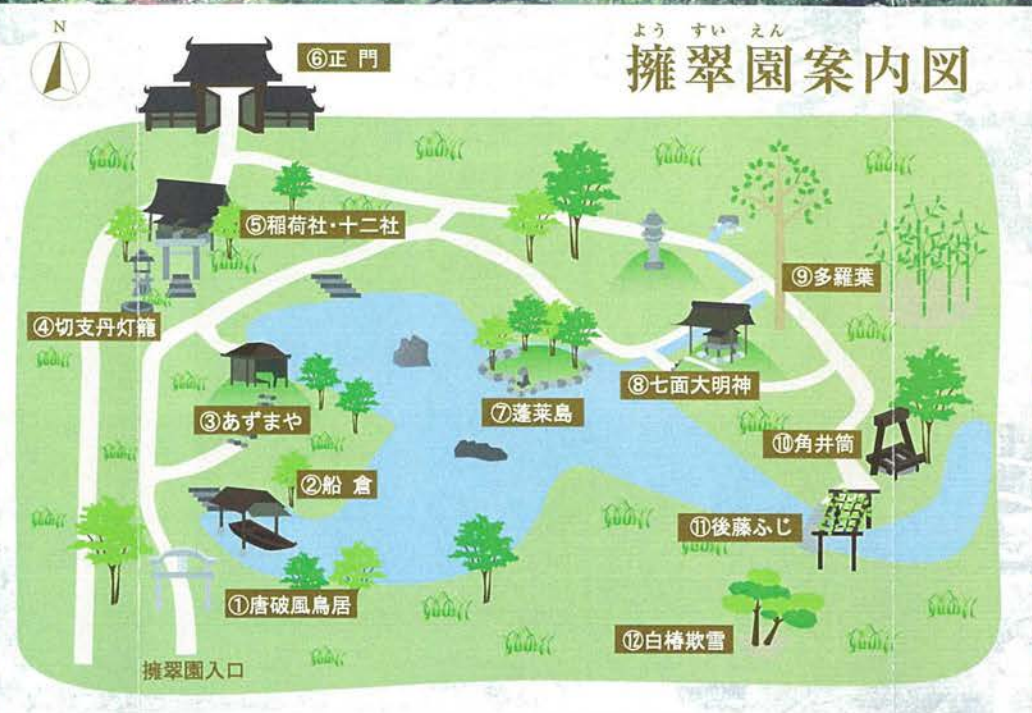 N
よう すい えん
擁翠園案内図
⑥正 門
⑤稲荷社・十二社
⑨多羅葉
④切支丹灯籠
⑧七面大明神
③あずまや
⑦蓬莱島
⑩角井筒
②船 倉
⑪後藤ふじ
①唐破風鳥居
⑫白椿欺雪
擁翠園入口